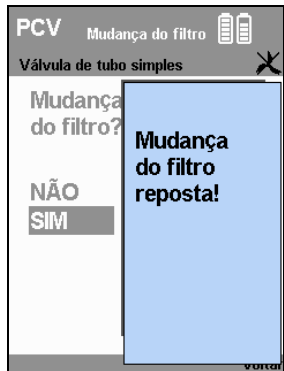 PCV Mudança do filtro
Válvula de tubo simples
Mudança
do filtro?
Mudança
do filtro
reposta!
NÃO
SIM
Voltar